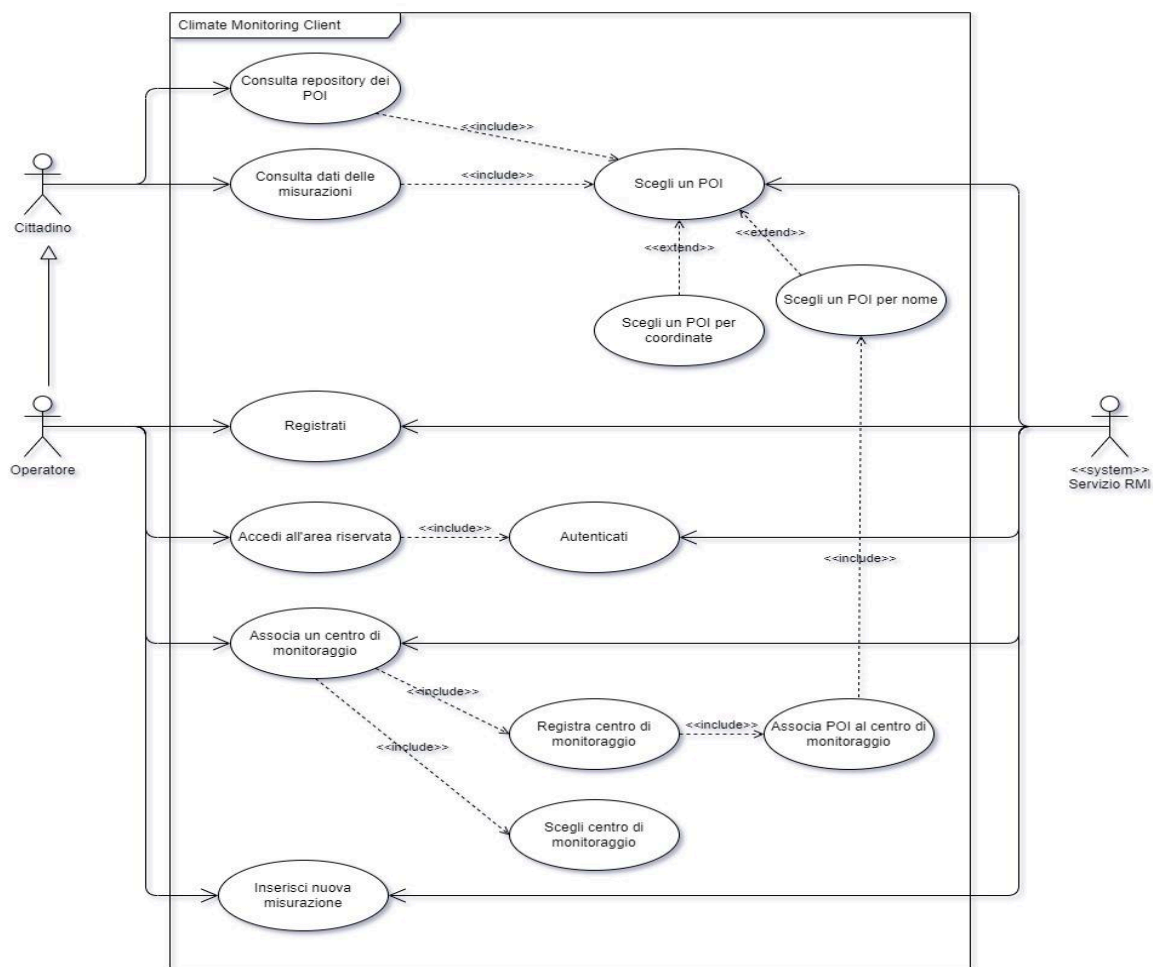 Climate Monitoring Client
Consulta repository dei
POI
<<include>>
Consulta dati delle
misurazioni
<<include>>
Scegli un POI
Cittadino
<<extend>>
<<extend>>
Scegli un POI per nome
Scegli un POI per
coordinate
Registrati
Operatore
<<system>>
Servizio RMI
Accedi all'area riservata
<<include>>
Autenticati
<<include>>
Associa un centro di
monitoraggio
<<include>>
Registra centro di
monitoraggio
<<include>>
Associa POI al centro di
monitoraggio
<<include>>
Scegli centro di
monitoraggio
Inserisci nuova
misurazione